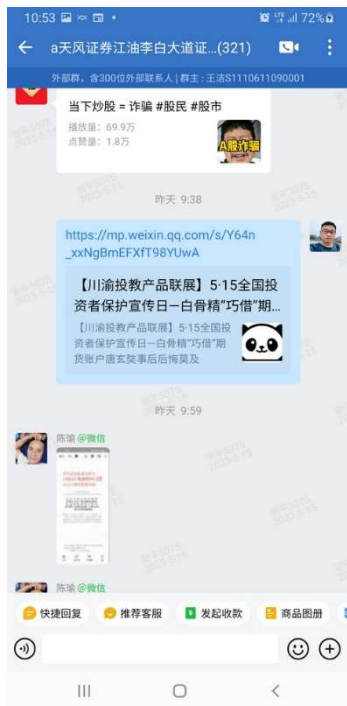 10:53
72%
a天风证券江油李白大道证...(321)
外部群，含300位外部联系人 | 群主：王洁S1110611090001
当下炒股 = 诈骗 #股民 #股市
播放量：69.9万
点赞量：1.8万
A股诈骗
昨天 9:38
https://mp.weixin.qq.com/s/Y64n
_xxNgBmEFXfT98YUwA
【川渝投教产品联展】5·15全国投
资者保护宣传日—白骨精"巧借"期...
【川渝投教产品联展】5·15全国投
资者保护宣传日—白骨精"巧借"期
货账户唐玄奘事后后悔莫及
昨天 9:59
陈瑜 @微信
陈瑜 @微信
快捷回复
推荐客服
发起收款
商品图册